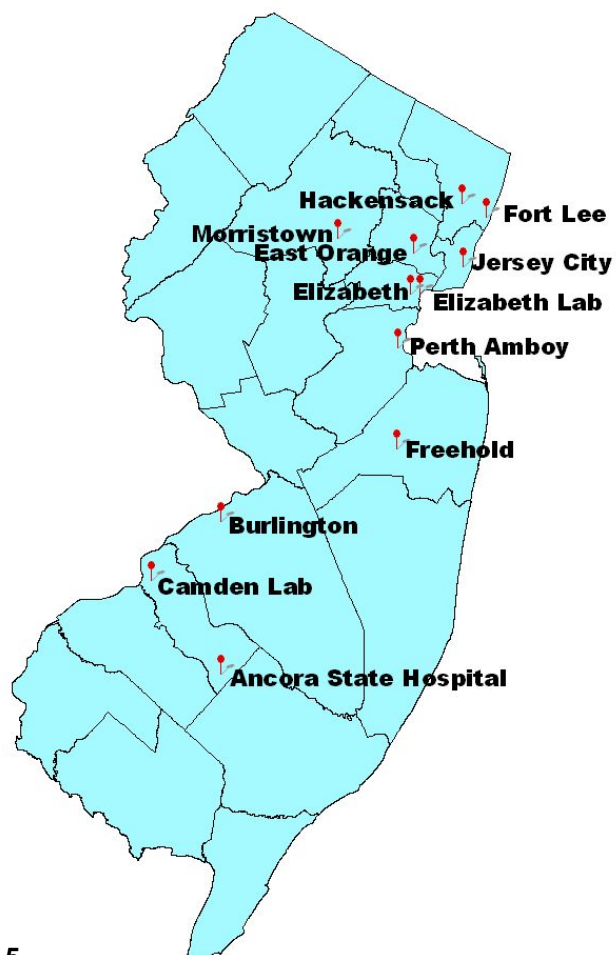 Hackensack
Fort Lee
Morristown
East Orange
Jersey City
Elizabeth
Elizabeth Lab
Perth Amboy
Freehold
Burlington
Camden Lab
Ancora State Hospital